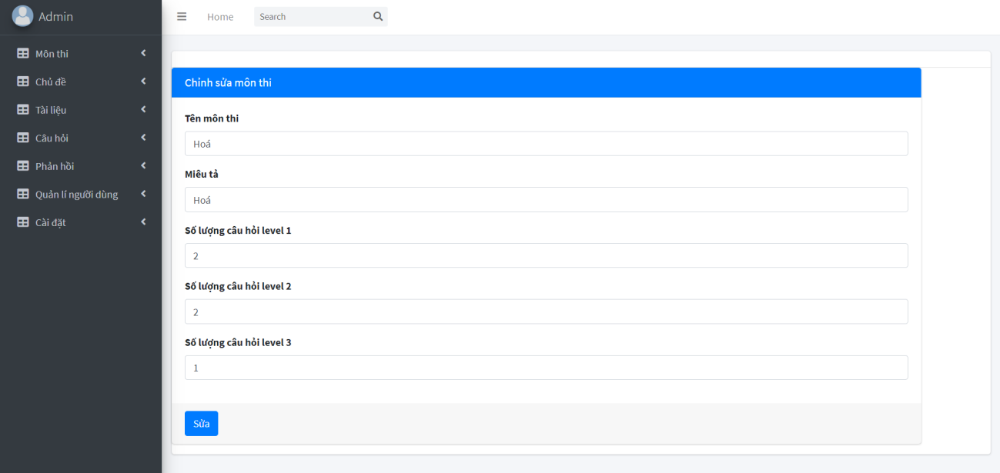 Admin
Home
Search
Môn thi
Chủ đề
Tài liệu
Câu hỏi
Phản hồi
Quản lí người dùng
Cài đặt
Chỉnh sửa môn thi
Tên môn thi
Hoá
Miêu tả
Hoá
Số lượng câu hỏi level 1
2
Số lượng câu hỏi level 2
2
Số lượng câu hỏi level 3
1
Sửa